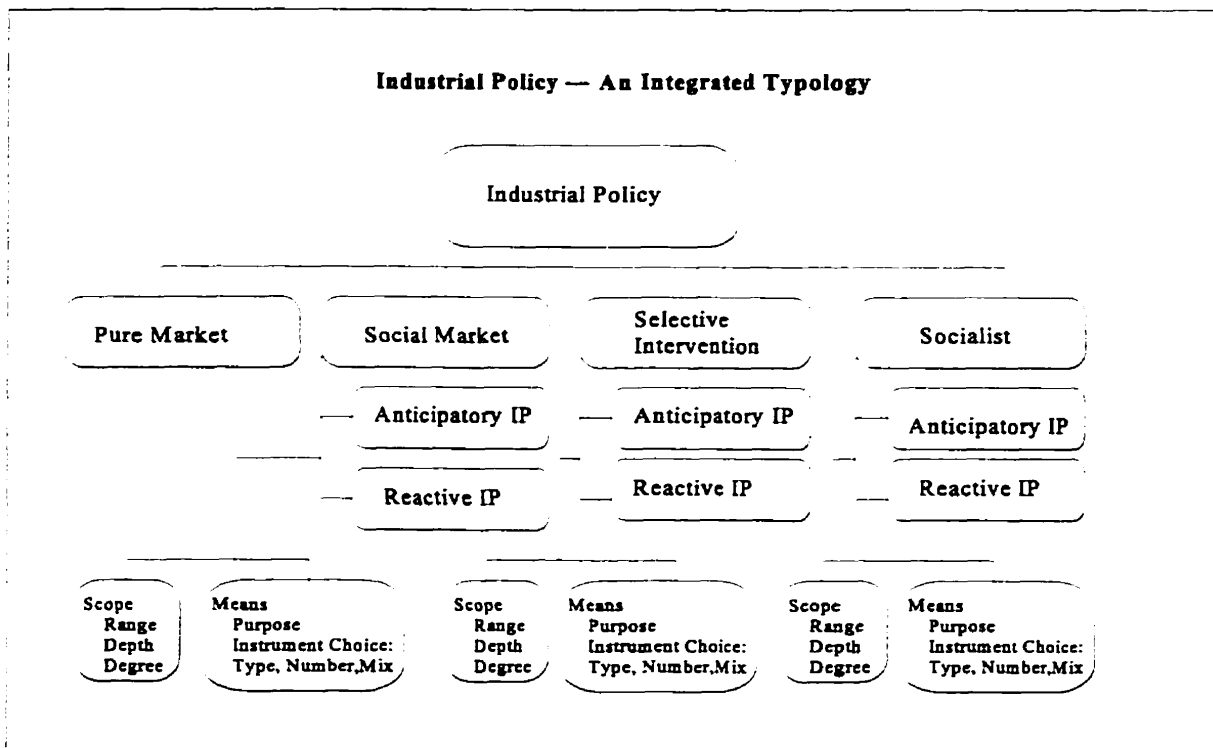 Industrial Policy — An Integrated Typology
Industrial Policy
Pure Market
Social Market
Selective
Intervention
Socialist
Anticipatory IP
Anticipatory IP
Anticipatory IP
Reactive IP
Reactive IP
Reactive IP
Scope
Range
Depth
Degree
Means
Purpose
Instrument Choice:
Type, Number,Mix
Scope
Range
Depth
Degree
Means
Purpose
Instrument Choice:
Type, Number,Mix
Scope
Range
Depth
Degree
Means
Purpose
Instrument Choice:
Type, Number,Mix